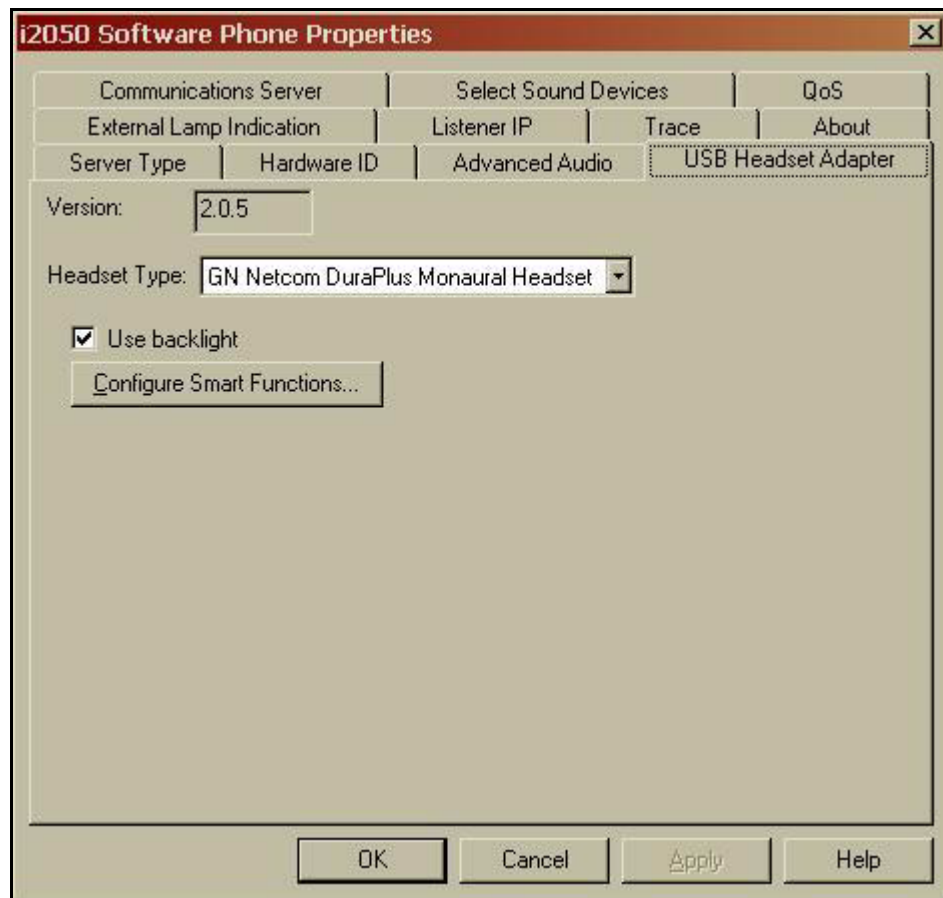 i2050 Software Phone Properties
Communications Server Select Sound Devices QoS
External Lamp Indication Listener IP Trace About
Server Type Hardware ID Advanced Audio USB Headset Adapter
Version: 2.0.5
Headset Type: GN Netcom DuraPlus Monaural Headset
Use backlight
Configure Smart Functions...
OK Cancel Apply Help